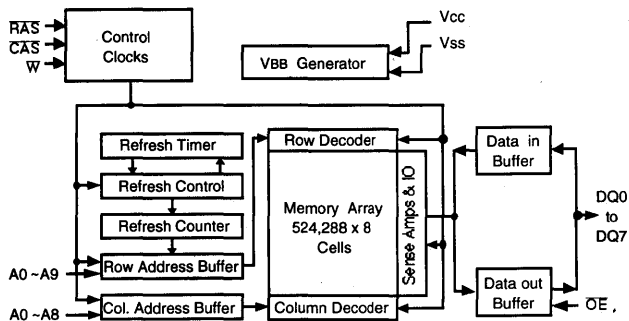 RAS
CAS
W
Control
Clocks
VBB Generator
Vcc
Vss
Refresh Timer
Refresh Control
Refresh Counter
Row Address Buffer
Col. Address Buffer
A0 ~A9
A0 ~A8
Row Decoder
Memory Array
524,288 x 8
Cells
Column Decoder
Sense Amps & IO
Data in
Buffer
Data out
Buffer
DQ0
to
DQ7
OE